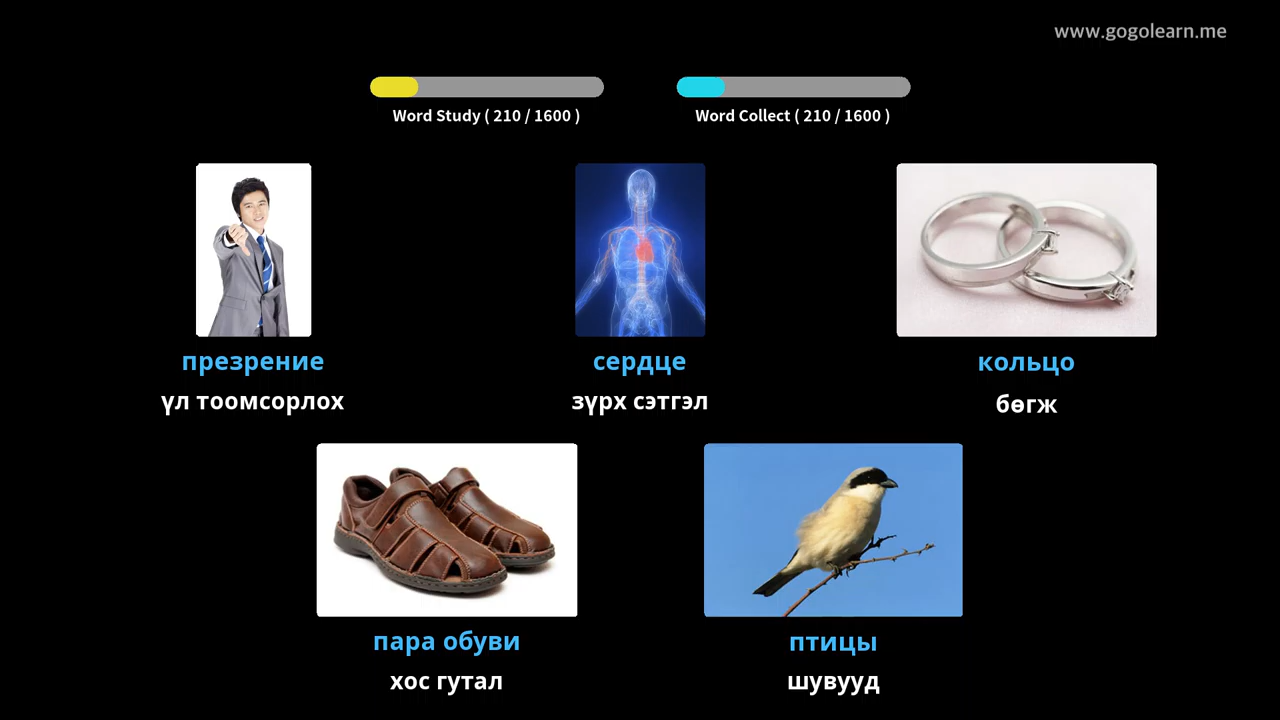 www.gogolearn.me
Word Study ( 210 / 1600 )
Word Collect ( 210 / 1600 )
презрение
үл тоомсорлох
сердце
зүрх сэтгэл
кольцо
бөгж
пара обуви
хос гутал
птицы
шувууд